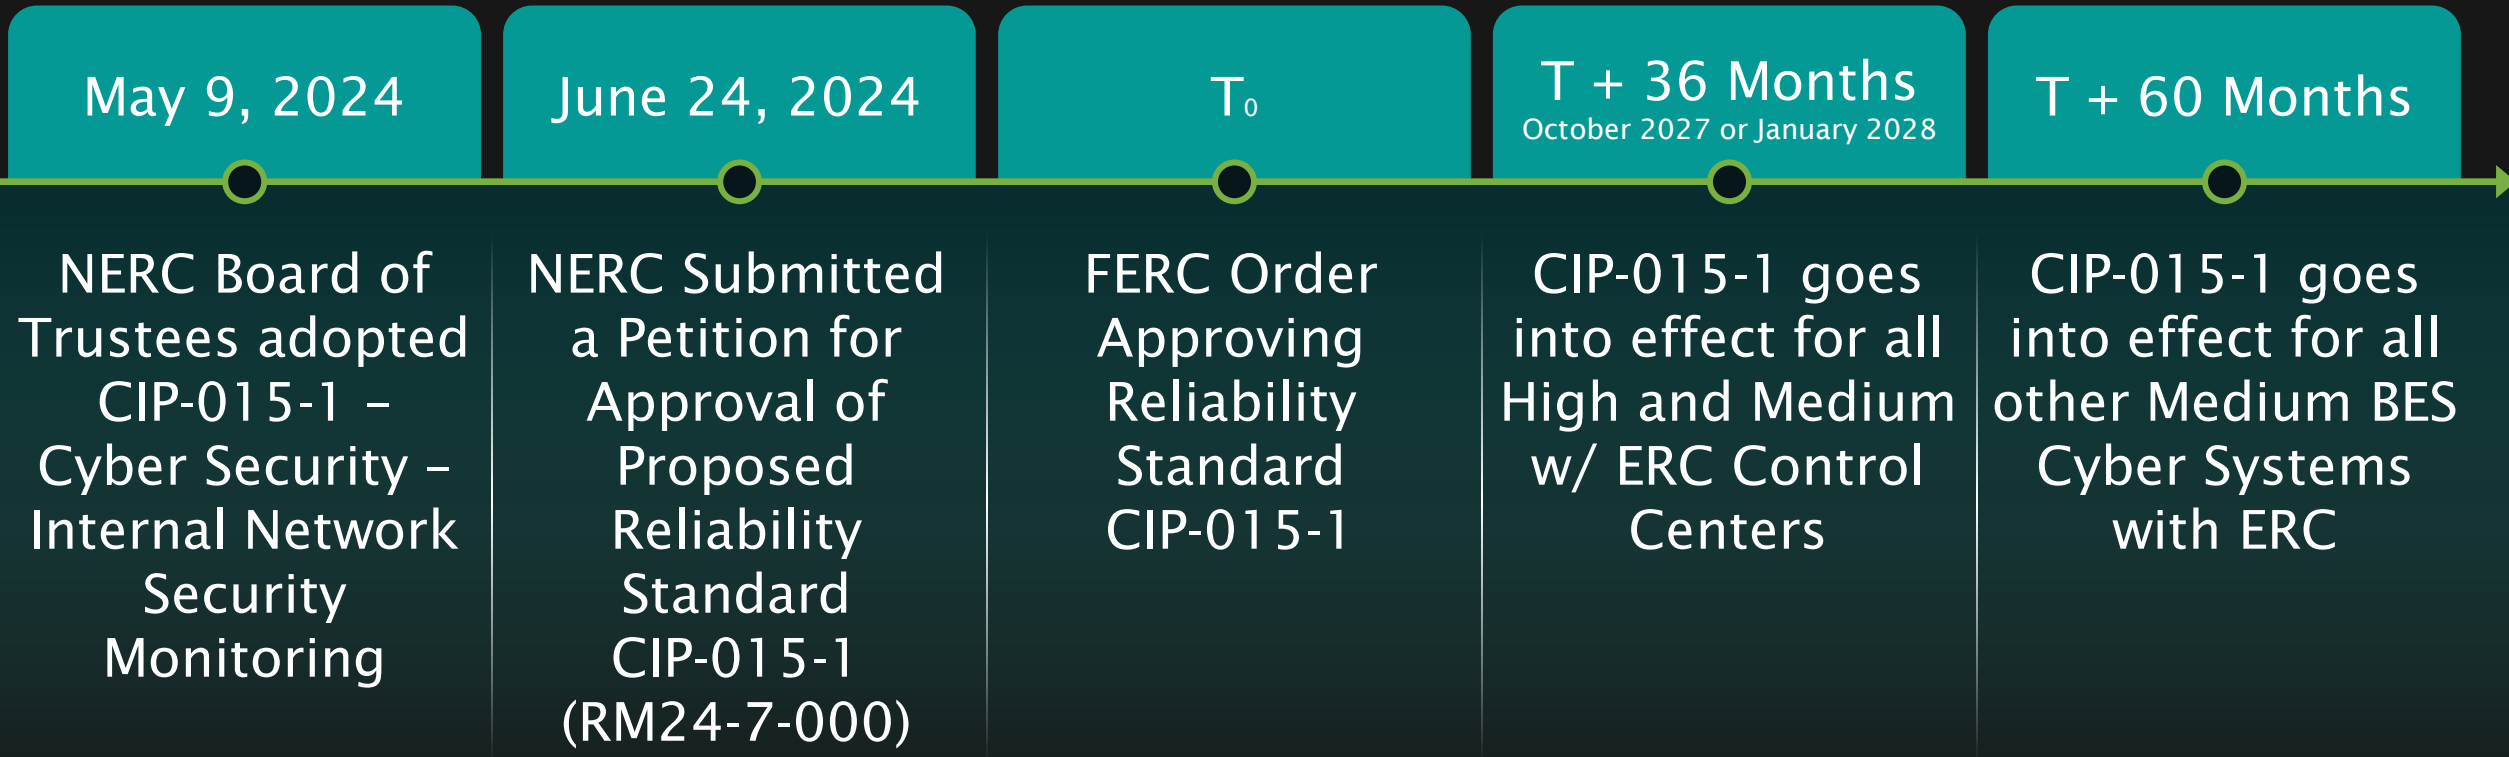 May 9, 2024
NERC Board of
Trustees adopted
CIP-015-1 –
Cyber Security –
Internal Network
Security
Monitoring
June 24, 2024
NERC Submitted
a Petition for
Approval of
Proposed
Reliability
Standard
CIP-015-1
(RM24-7-000)
T₀
FERC Order
Approving
Reliability
Standard
CIP-015-1
T + 36 Months
October 2027 or January 2028
CIP-015-1 goes
into effect for all
High and Medium
w/ ERC Control
Centers
T + 60 Months
CIP-015-1 goes
into effect for all
other Medium BES
Cyber Systems
with ERC